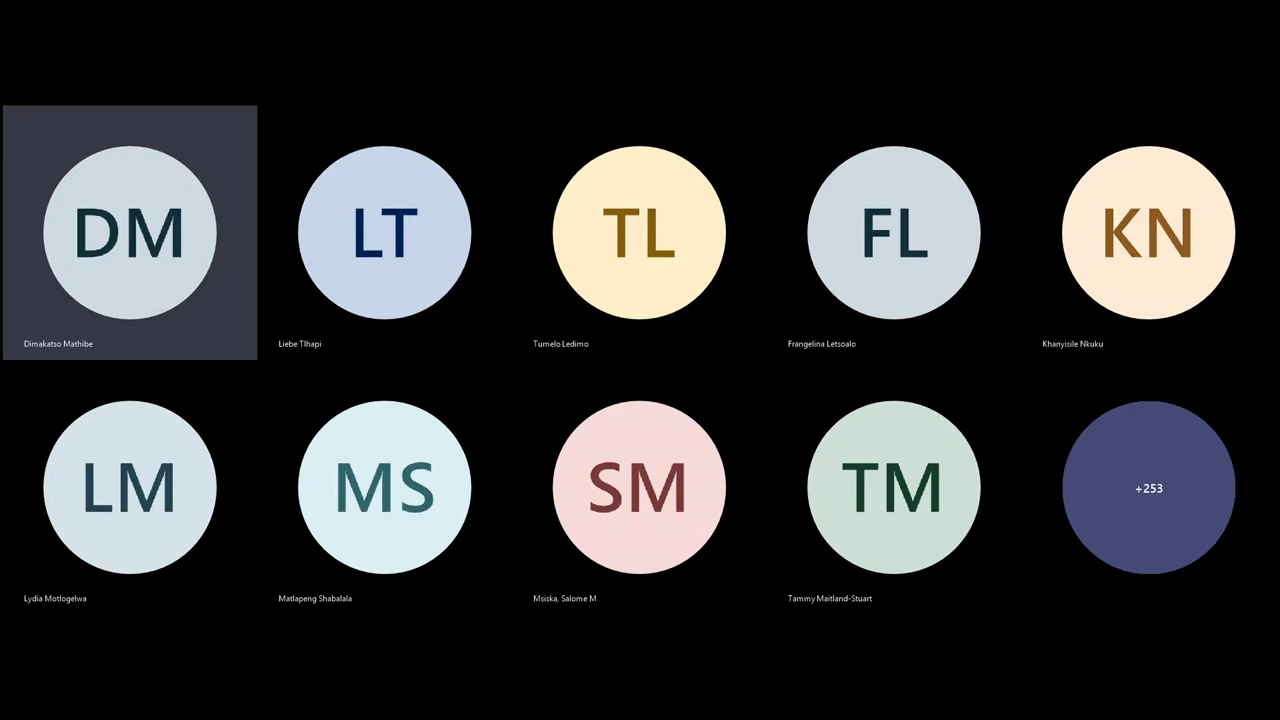 DM
LT
TL
FL
KN
Dimakatso Mathibe
Liebe Tlhapi
Tumelo Ledimo
Frangelina Letsoalo
Khanyisile Nkuku
LM
MS
SM
TM
+253
Lydia Motlogelwa
Matlapeng Shabalala
Msiska, Salome M
Tammy Maitland-Stuart